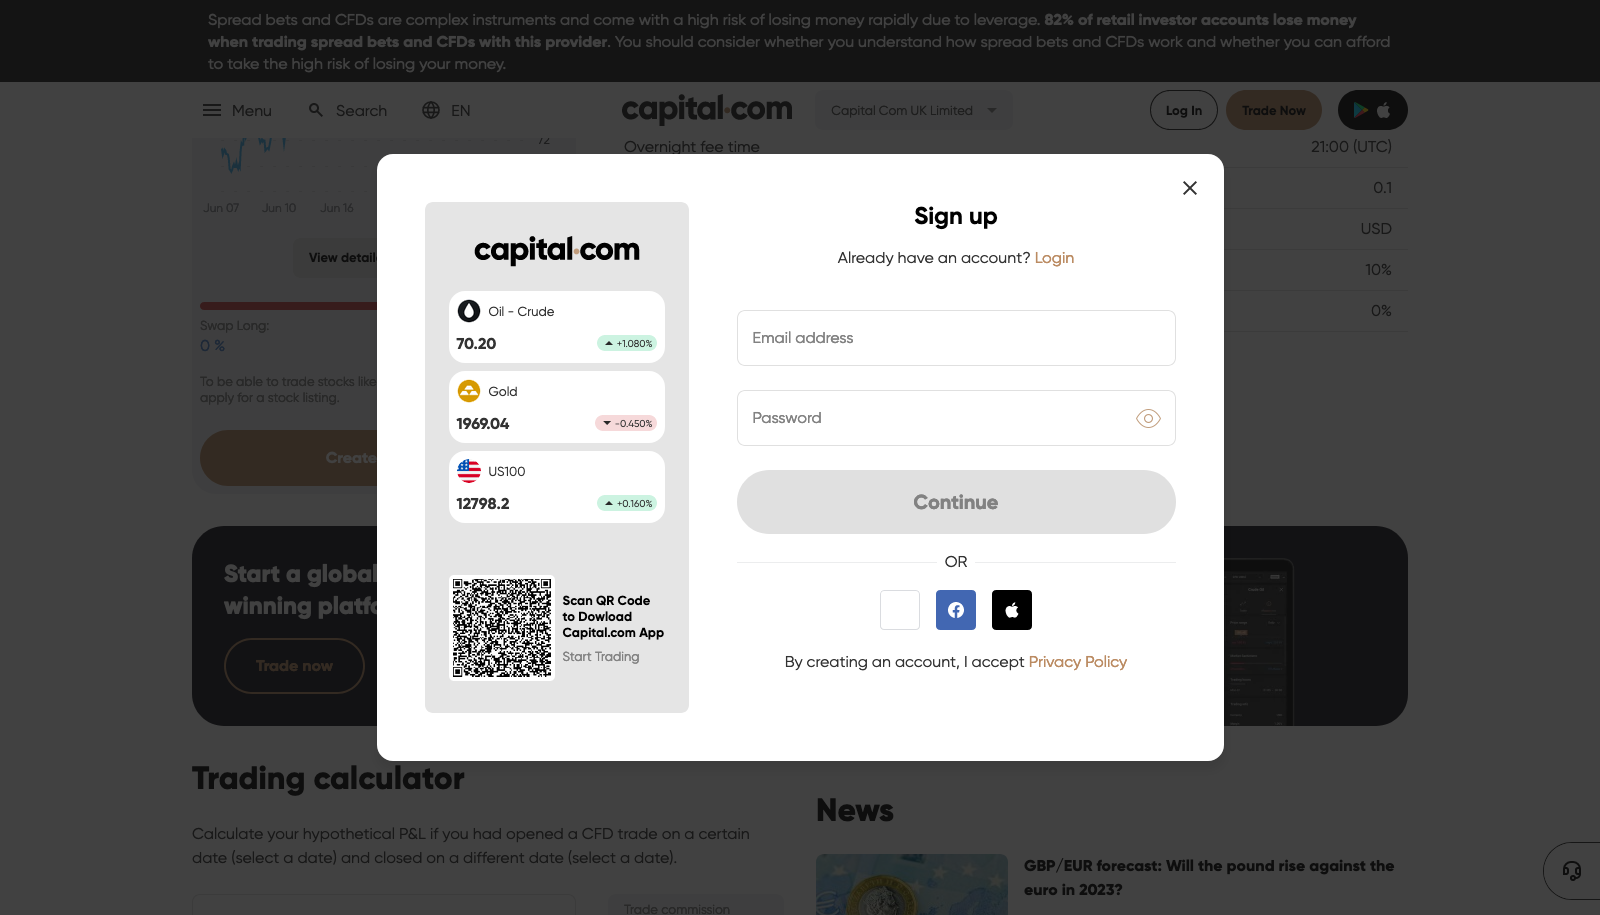 Spread bets and CFDs are complex instruments and come with a high risk of losing money rapidly due to leverage. 82% of retail investor accounts lose money
when trading spread bets and CFDs with this provider. You should consider whether you understand how spread bets and CFDs work and whether you can afford
to take the high risk of losing your money.
Menu
Search
EN
capital.com
Capital Com UK Limited
Log In
Trade Now
72
Overnight fee time
21:00 (UTC)
0.1
USD
10%
0%
Jun 07
Jun 10
Jun 16
View detaile
Swap Long:
0 %
To be able to trade stocks like
apply for a stock listing.
Create
Start a global
winning platfo
Trade now
capital.com
Oil - Crude
70.20
+1.080%
Gold
1969.04
-0.450%
US100
12798.2
+0.160%
Scan QR Code
to Dowload
Capital.com App
Start Trading
Sign up
Already have an account? Login
Email address
Password
Continue
OR
By creating an account, I accept Privacy Policy
Trading calculator
Calculate your hypothetical P&L if you had opened a CFD trade on a certain
date (select a date) and closed on a different date (select a date).
Trade commission
News
GBP/EUR forecast: Will the pound rise against the
euro in 2023?